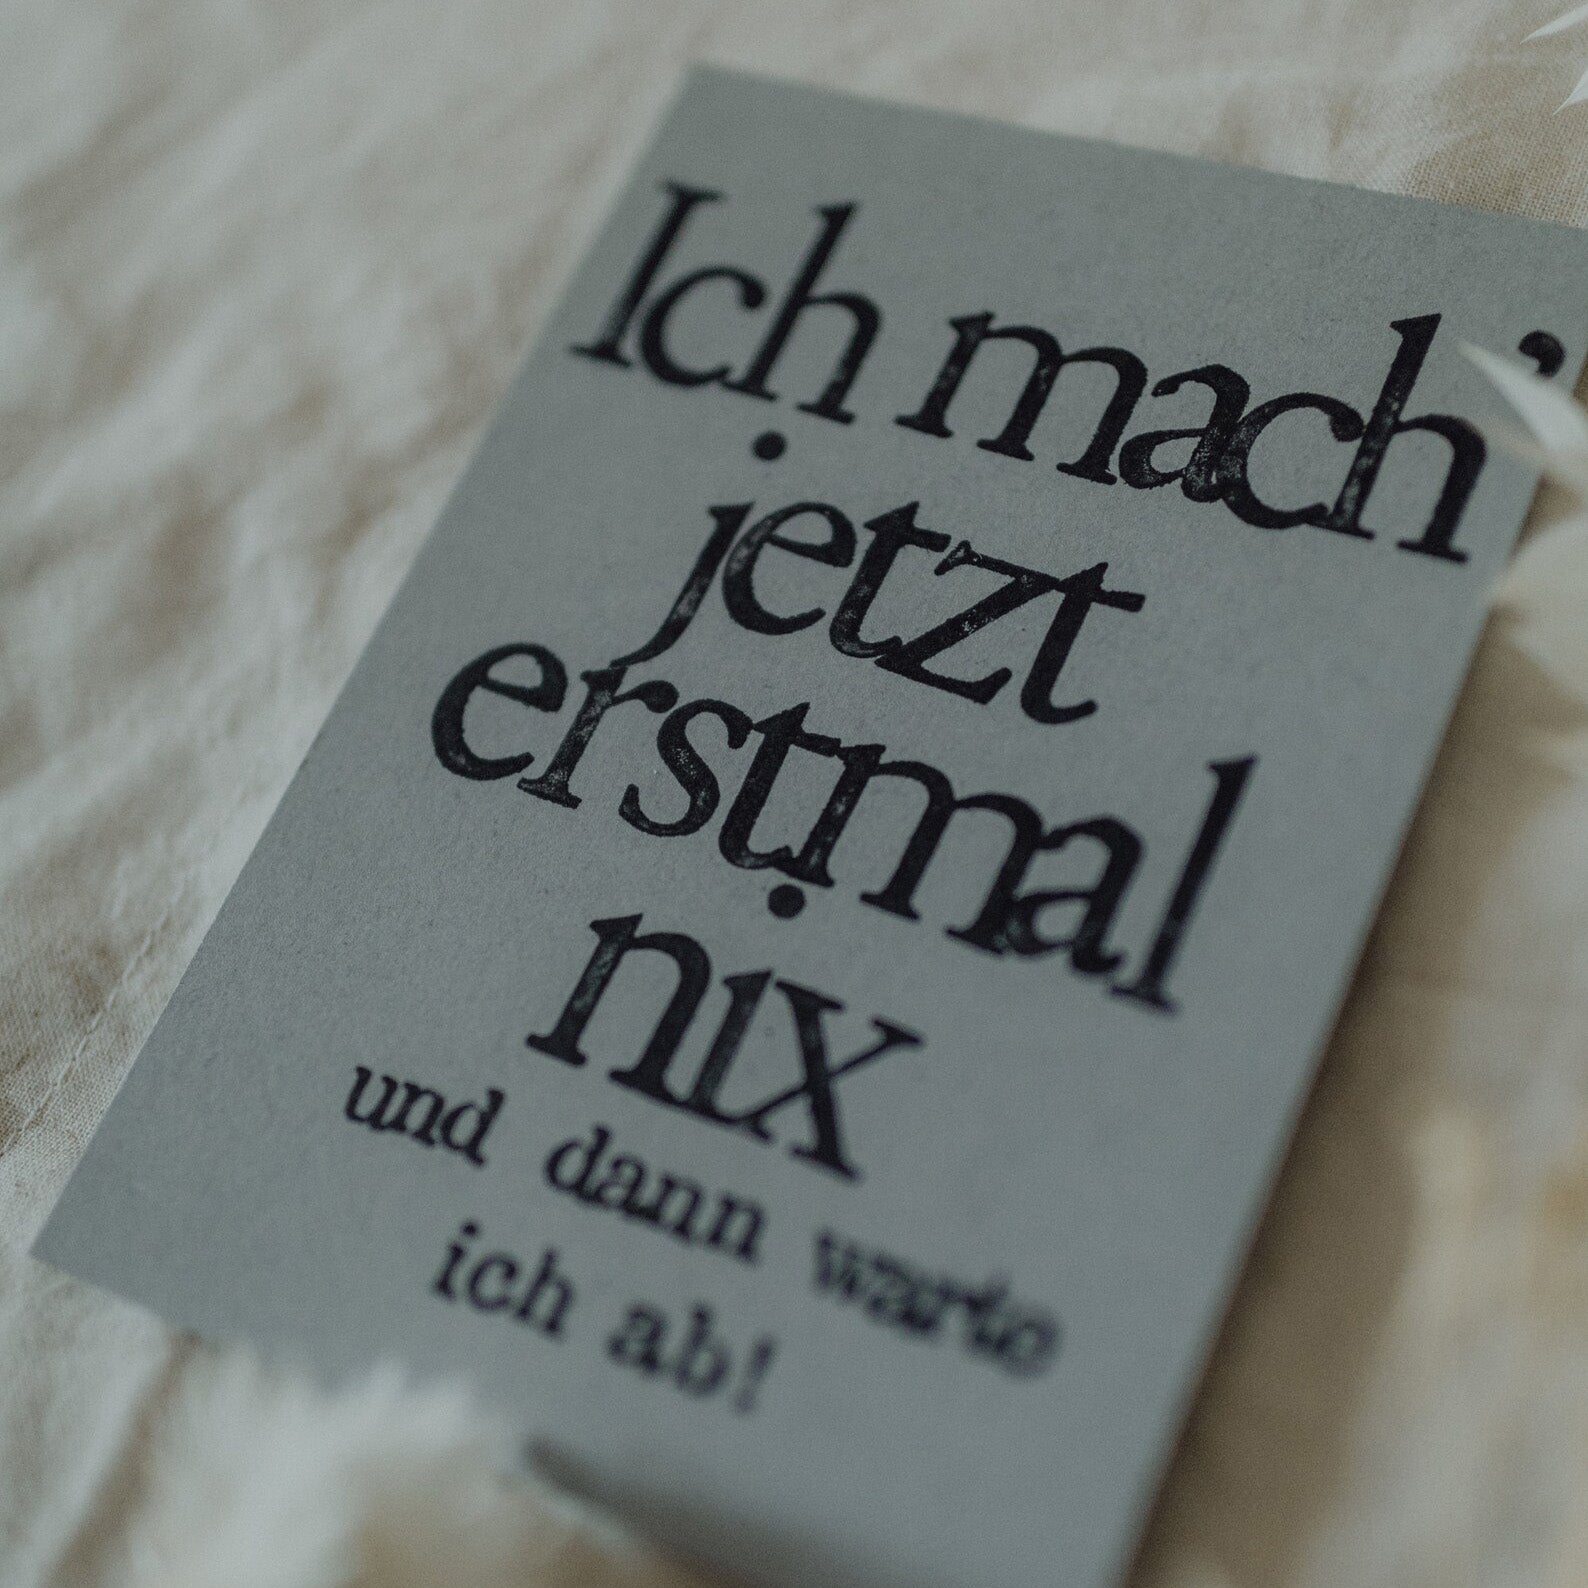 Ich mach'
jetzt
erstmal
nix
und dann warte
ich ab!